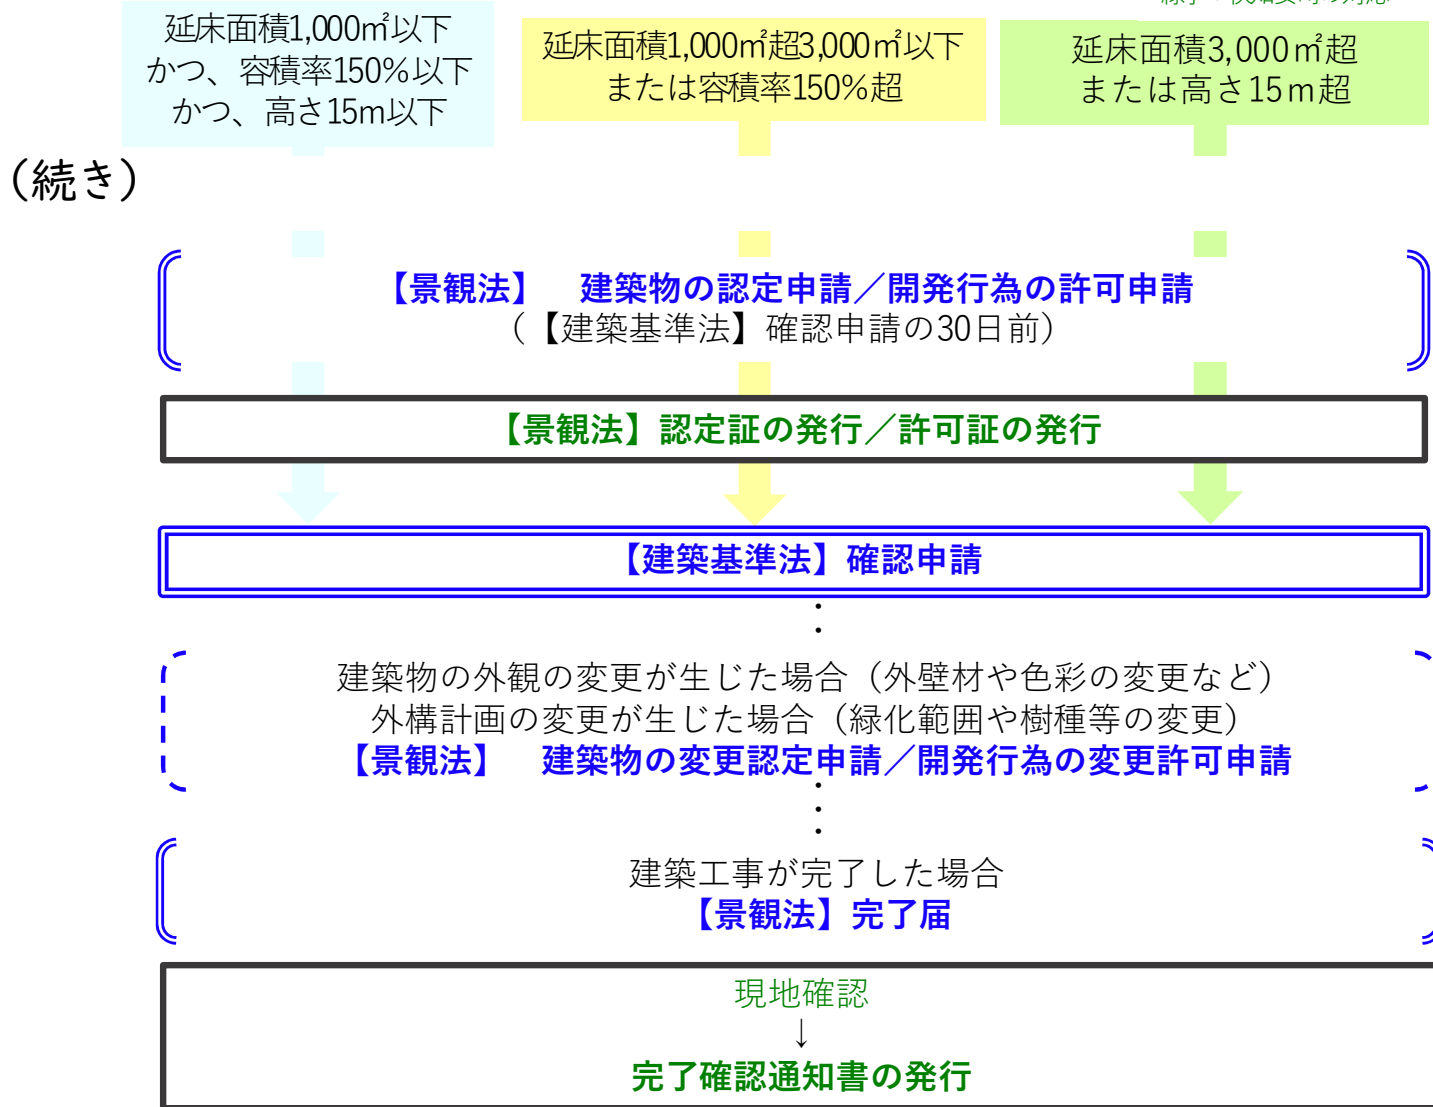 延床面積1,000㎡以下
かつ、容積率150%以下
かつ、高さ15m以下
延床面積1,000㎡超3,000㎡以下
または容積率150%超
延床面積3,000㎡超
または高さ15m超
（続き）
【景観法】　建築物の認定申請／開発行為の許可申請
（【建築基準法】確認申請の30日前）
【景観法】認定証の発行／許可証の発行
【建築基準法】確認申請
：
建築物の外観の変更が生じた場合（外壁材や色彩の変更など）
外構計画の変更が生じた場合（緑化範囲や樹種等の変更）
【景観法】　建築物の変更認定申請／開発行為の変更許可申請
：
建築工事が完了した場合
【景観法】完了届
現地確認
↓
完了確認通知書の発行